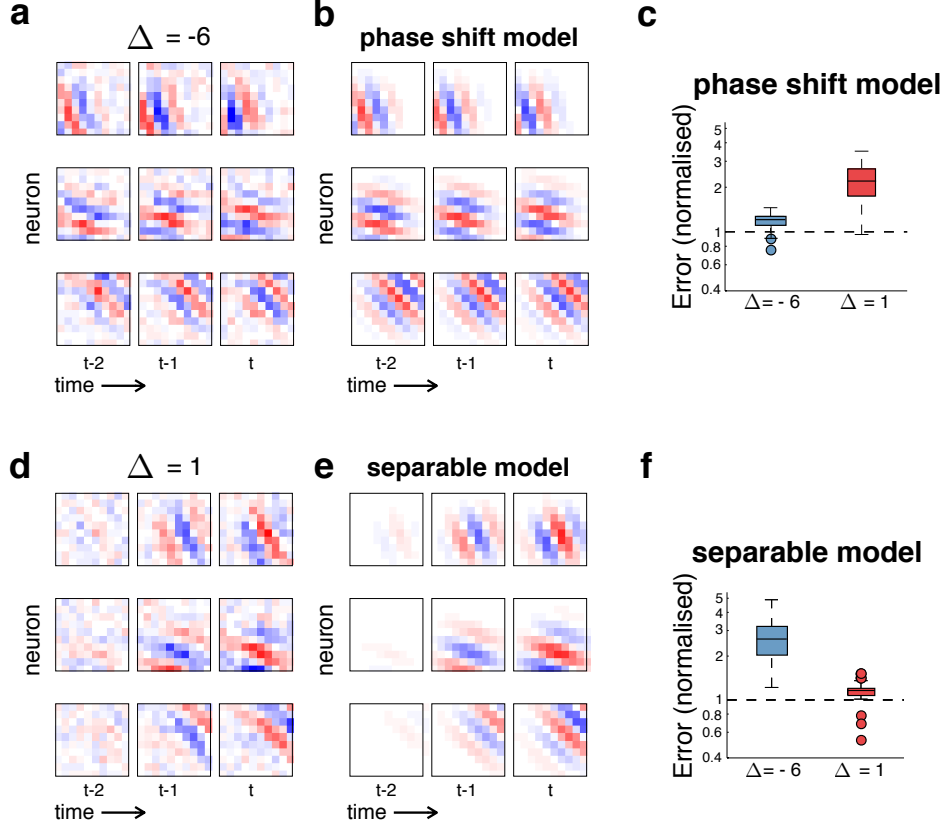 a
Δ = -6
neuron
t-2 t-1 t
time
b
phase shift model
t-2 t-1 t
time
c
phase shift model
Error (normalised)
5
4
3
2
1
0.8
0.6
0.4
Δ= - 6 Δ = 1
d
Δ = 1
neuron
t-2 t-1 t
time
e
separable model
neuron
t-2 t-1 t
time
f
separable model
Error (normalised)
5
4
3
2
1
0.8
0.6
0.4
Δ= - 6 Δ = 1